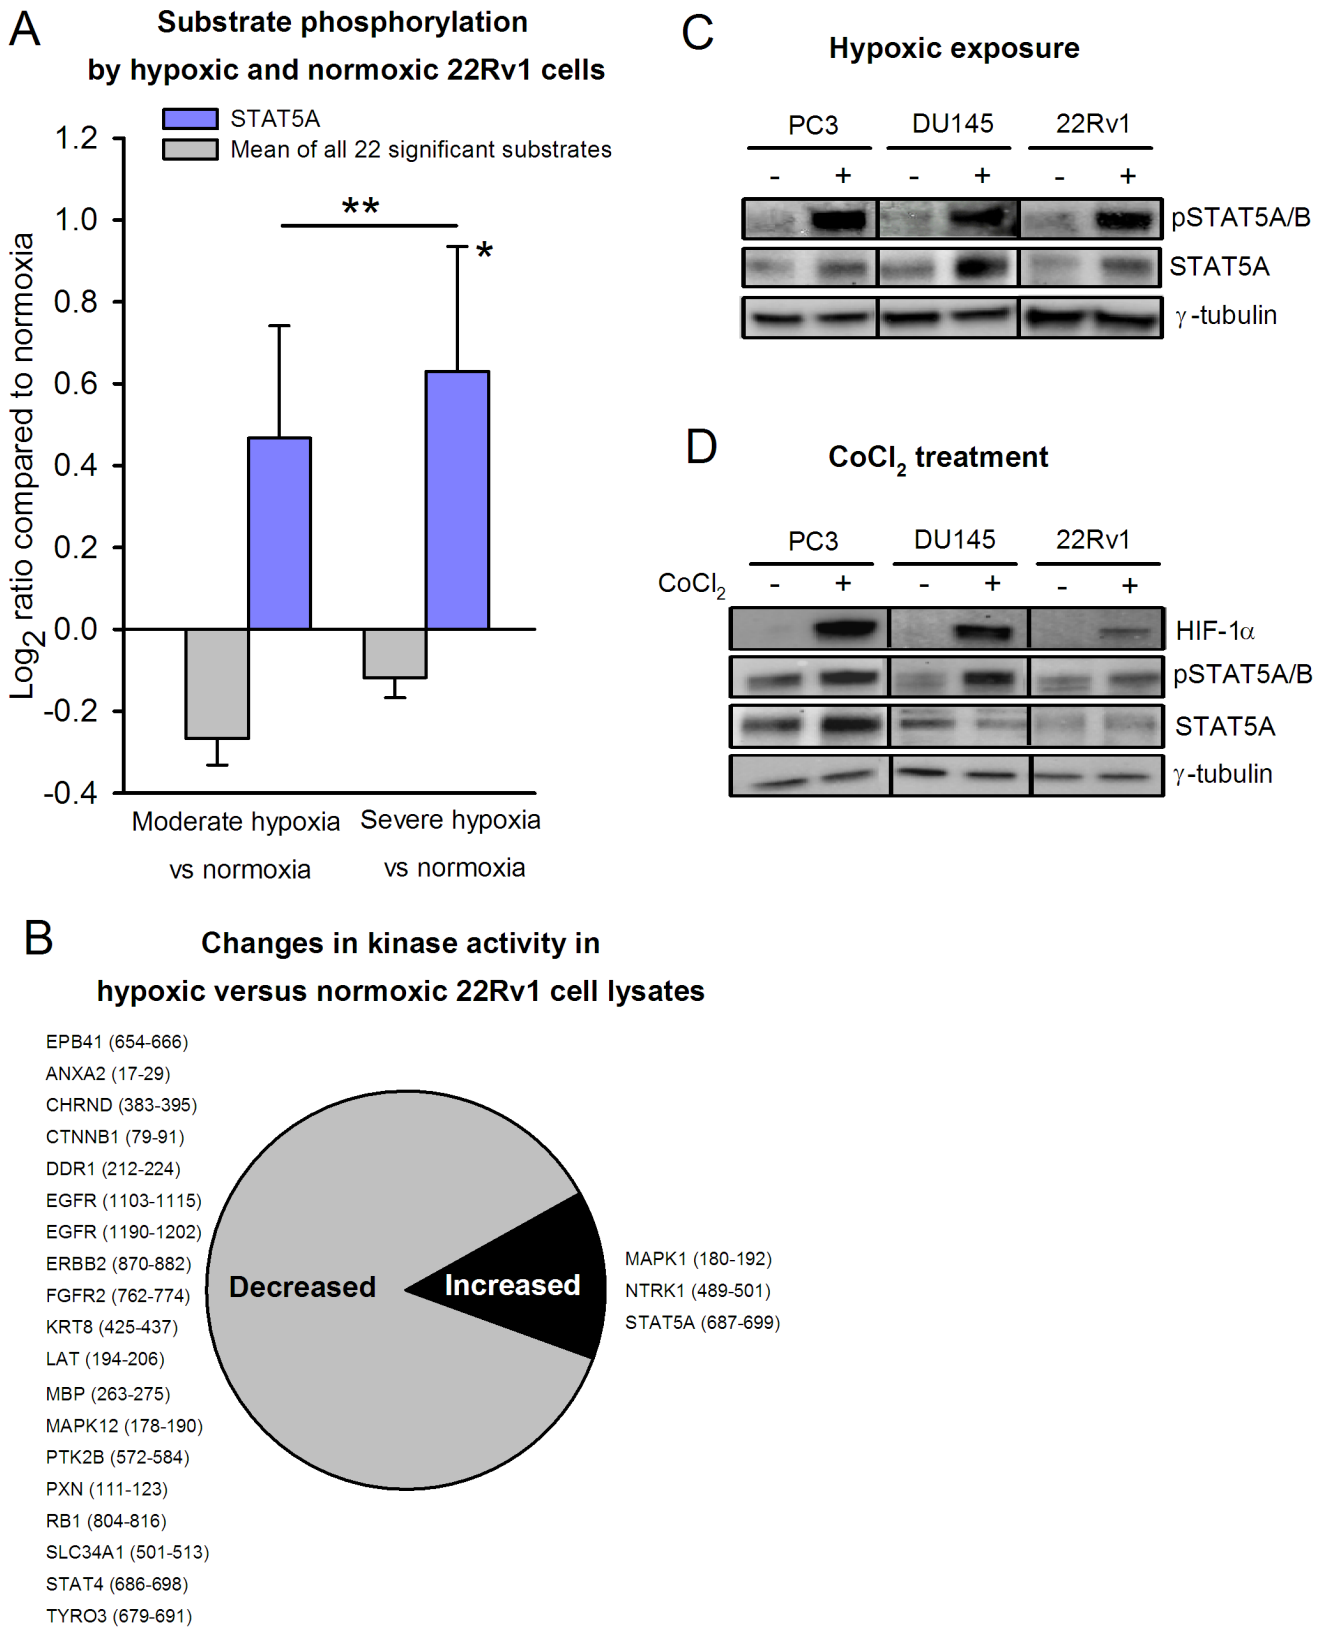 A
Substrate phosphorylation
by hypoxic and normoxic 22Rv1 cells
STAT5A
Mean of all 22 significant substrates
Log2 ratio compared to normoxia
1.2
1.0
0.8
0.6
0.4
0.2
0.0
-0.2
-0.4
**
*
Moderate hypoxia
vs normoxia
Severe hypoxia
vs normoxia
B
Changes in kinase activity in
hypoxic versus normoxic 22Rv1 cell lysates
EPB41 (654-666)
ANXA2 (17-29)
CHRND (383-395)
CTNNB1 (79-91)
DDR1 (212-224)
EGFR (1103-1115)
EGFR (1190-1202)
ERBB2 (870-882)
FGFR2 (762-774)
KRT8 (425-437)
LAT (194-206)
MBP (263-275)
MAPK12 (178-190)
PTK2B (572-584)
PXN (111-123)
RB1 (804-816)
SLC34A1 (501-513)
STAT4 (686-698)
TYRO3 (679-691)
Decreased
Increased
MAPK1 (180-192)
NTRK1 (489-501)
STAT5A (687-699)
C
Hypoxic exposure
PC3 DU145 22Rv1
- + - + - +
pSTAT5A/B
STAT5A
γ-tubulin
D
CoCl2 treatment
PC3 DU145 22Rv1
CoCl2 - + - + - +
HIF-1α
pSTAT5A/B
STAT5A
γ-tubulin